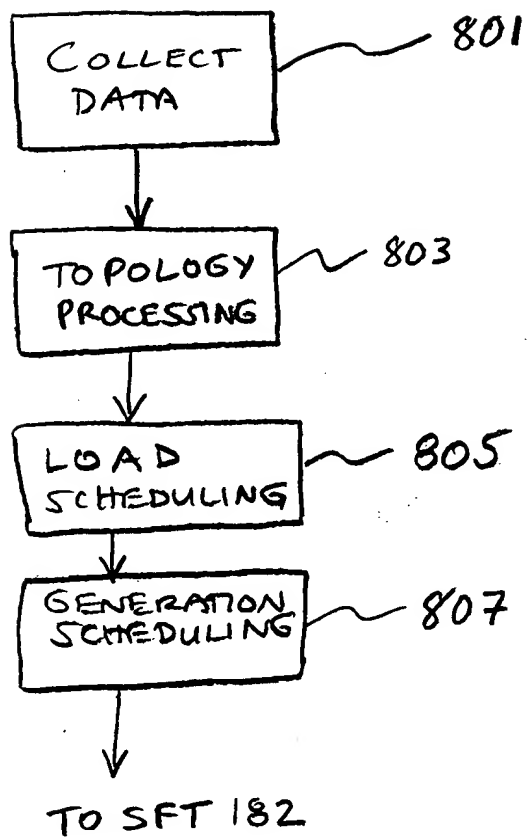 COLLECT
DATA
801
TOPOLOGY
PROCESSING
803
LOAD
SCHEDULING
805
GENERATION
SCHEDULING
807
TO SFT 182